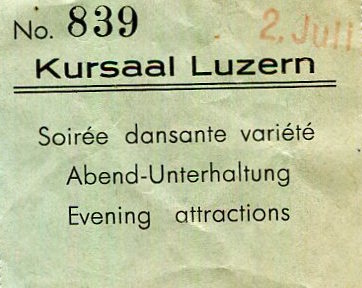 No. 839 2. Juli
Kursaal Luzern
Soirée dansante variété
Abend-Unterhaltung
Evening attractions